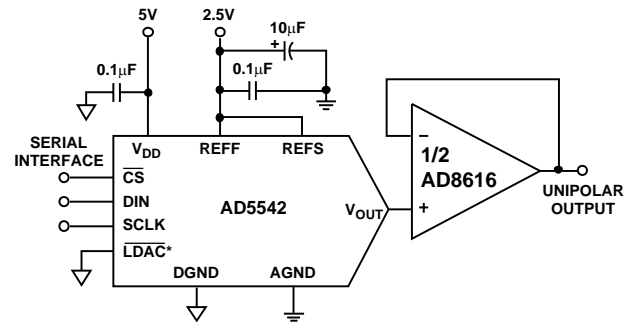 5V
2.5V
10μF
+
0.1μF
0.1μF
SERIAL
INTERFACE
VDD
REFF
REFS
CS
DIN
SCLK
LDAC*
AD5542
VOUT
DGND
AGND
−
+
1/2
AD8616
UNIPOLAR
OUTPUT